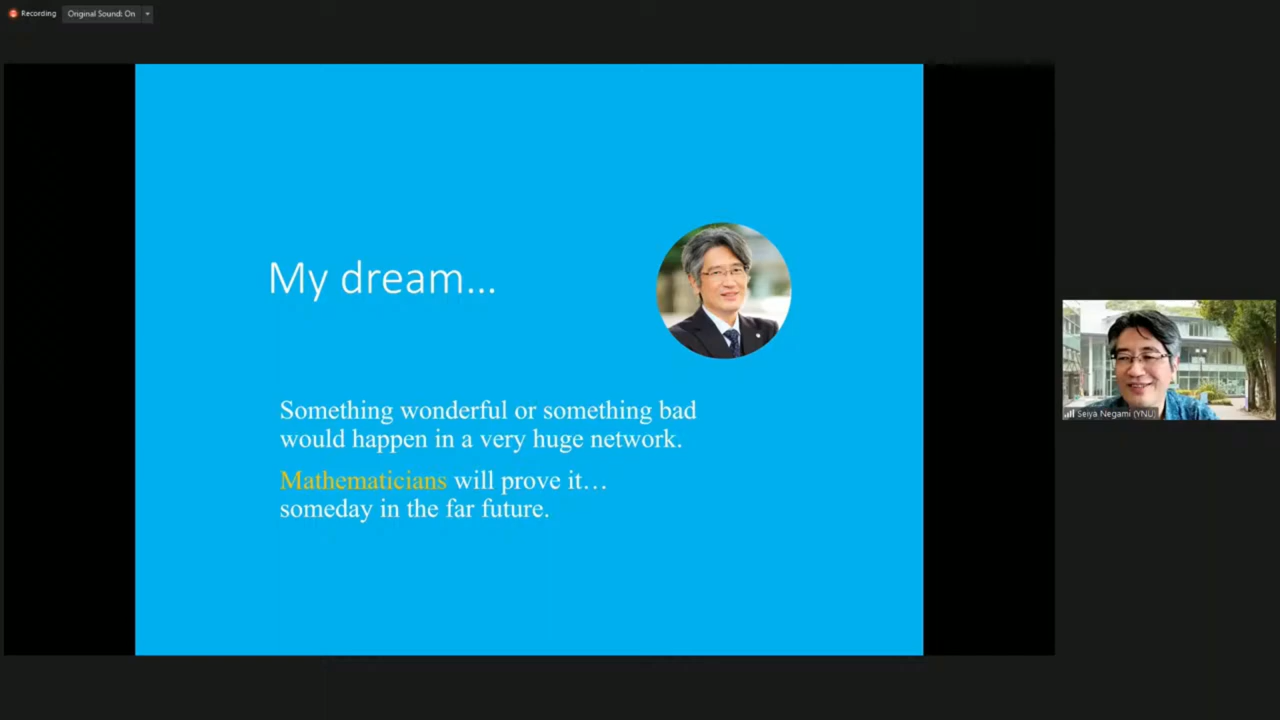 Recording
Original Sound: On
My dream...
Something wonderful or something bad
would happen in a very huge network.
Mathematicians will prove it…
someday in the far future.
Seiya Negami (YNU)